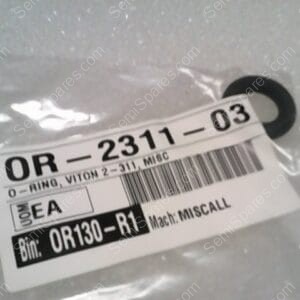 OR-2311-03
O-RING, VITON 2-311, MISC
UOM EA
Bin: OR130-R1 Mach: MISCALL